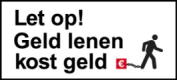 Let op!
Geld lenen
kost geld €